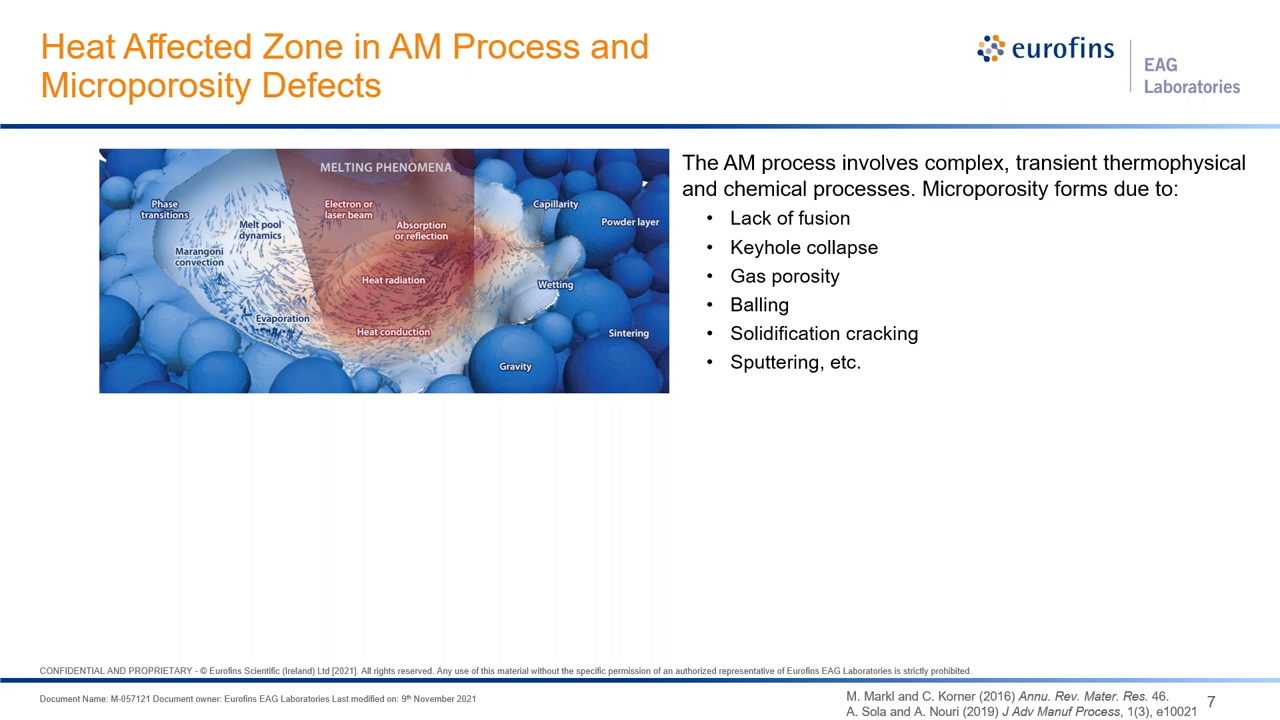 Heat Affected Zone in AM Process and
Microporosity Defects
eurofins
EAG
Laboratories
MELTING PHENOMENA
Phase
transitions
Melt pool
dynamics
Marangoni
convection
Evaporation
Electron or
laser beam
Absorption
or reflection
Heat radiation
Heat conduction
Capillarity
Powder layer
Wetting
Sintering
Gravity
The AM process involves complex, transient thermophysical
and chemical processes. Microporosity forms due to:
• Lack of fusion
• Keyhole collapse
• Gas porosity
• Balling
• Solidification cracking
• Sputtering, etc.
CONFIDENTIAL AND PROPRIETARY - © Eurofins Scientific (Ireland) Ltd [2021]. All rights reserved. Any use of this material without the specific permission of an authorized representative of Eurofins EAG Laboratories is strictly prohibited.
Document Name: M-057121 Document owner: Eurofins EAG Laboratories Last modified on: 9th November 2021
M. Markl and C. Korner (2016) Annu. Rev. Mater. Res. 46.
A. Sola and A. Nouri (2019) J Adv Manuf Process, 1(3), e10021
7